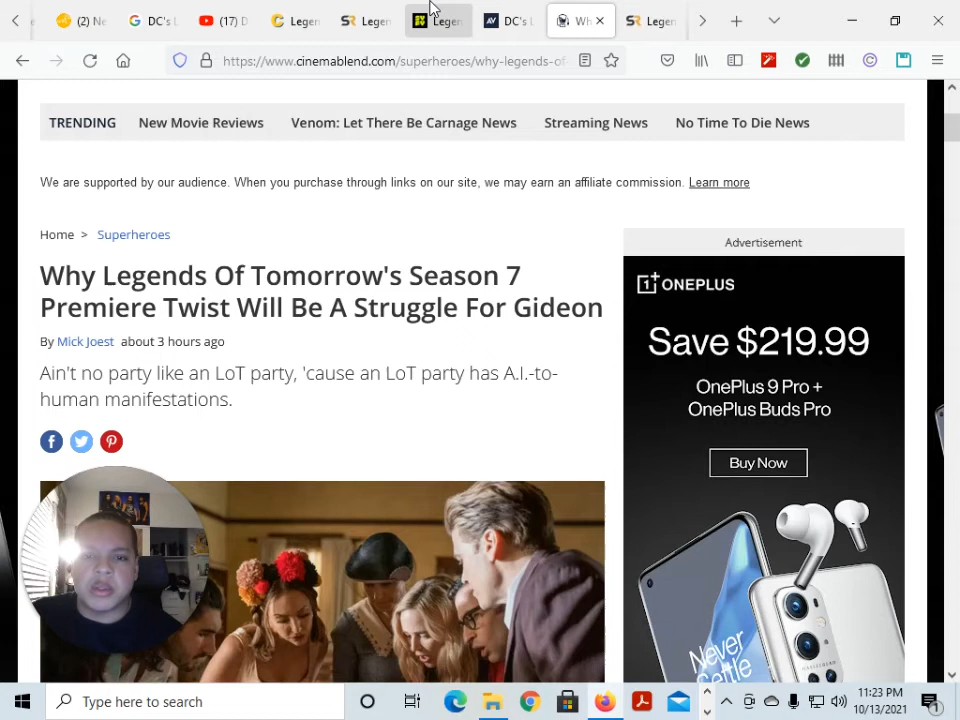 (2) Ne
DC's L
(17) D
Legen
Legen
Legen
DC's L
Wh
Legen
https://www.cinemablend.com/superheroes/why-legends-of-
TRENDING New Movie Reviews Venom: Let There Be Carnage News Streaming News No Time To Die News
We are supported by our audience. When you purchase through links on our site, we may earn an affiliate commission. Learn more
Home > Superheroes
Why Legends Of Tomorrow's Season 7
Premiere Twist Will Be A Struggle For Gideon
By Mick Joest about 3 hours ago
Ain't no party like an LoT party, 'cause an LoT party has A.I.-to-
human manifestations.
Advertisement
ONEPLUS
Save $219.99
OnePlus 9 Pro +
OnePlus Buds Pro
Buy Now
Never
Settle
Type here to search
11:23 PM
10/13/2021